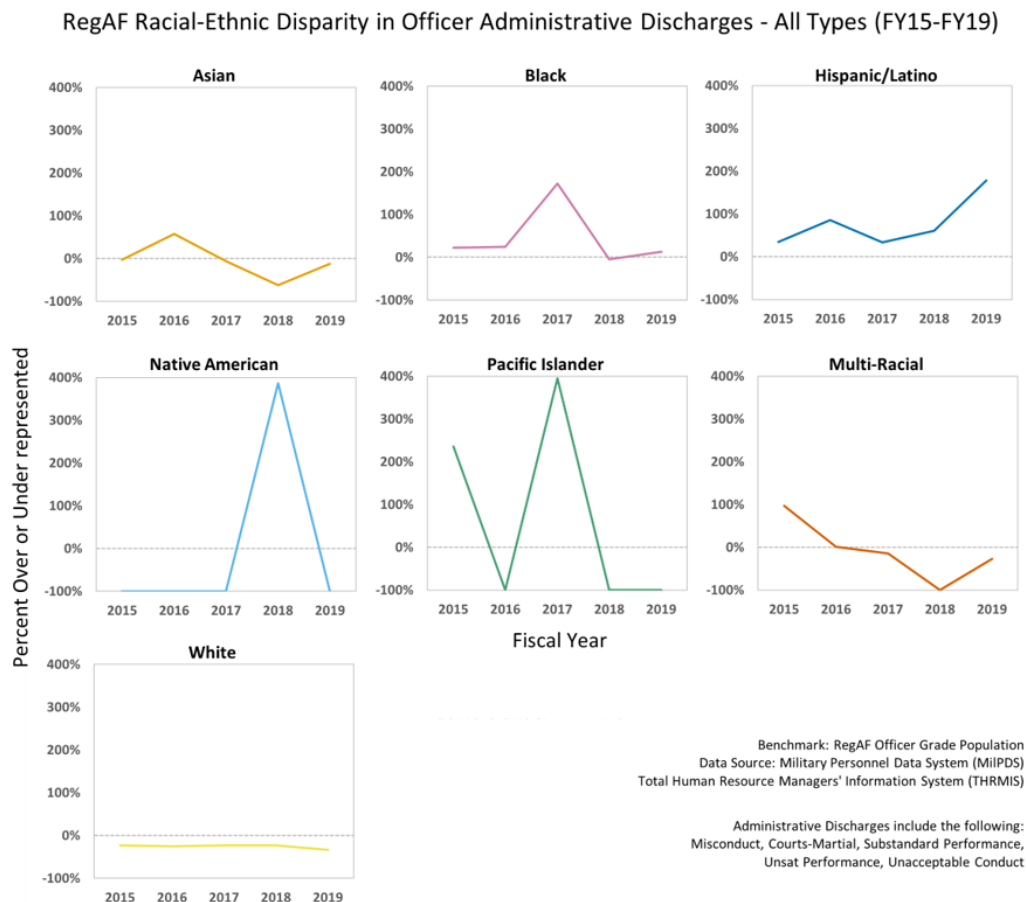 RegAF Racial-Ethnic Disparity in Officer Administrative Discharges - All Types (FY15-FY19)
Percent Over or Under represented
Asian
400%
300%
200%
100%
0%
-100%
2015 2016 2017 2018 2019
Black
400%
300%
200%
100%
0%
-100%
2015 2016 2017 2018 2019
Hispanic/Latino
400%
300%
200%
100%
0%
-100%
2015 2016 2017 2018 2019
Native American
400%
300%
200%
100%
0%
-100%
2015 2016 2017 2018 2019
Pacific Islander
400%
300%
200%
100%
0%
-100%
2015 2016 2017 2018 2019
Multi-Racial
400%
300%
200%
100%
0%
-100%
2015 2016 2017 2018 2019
Fiscal Year
White
400%
300%
200%
100%
0%
-100%
2015 2016 2017 2018 2019
Benchmark: RegAF Officer Grade Population
Data Source: Military Personnel Data System (MilPDS)
Total Human Resource Managers' Information System (THRMIS)
Administrative Discharges include the following:
Misconduct, Courts-Martial, Substandard Performance,
Unsat Performance, Unacceptable Conduct